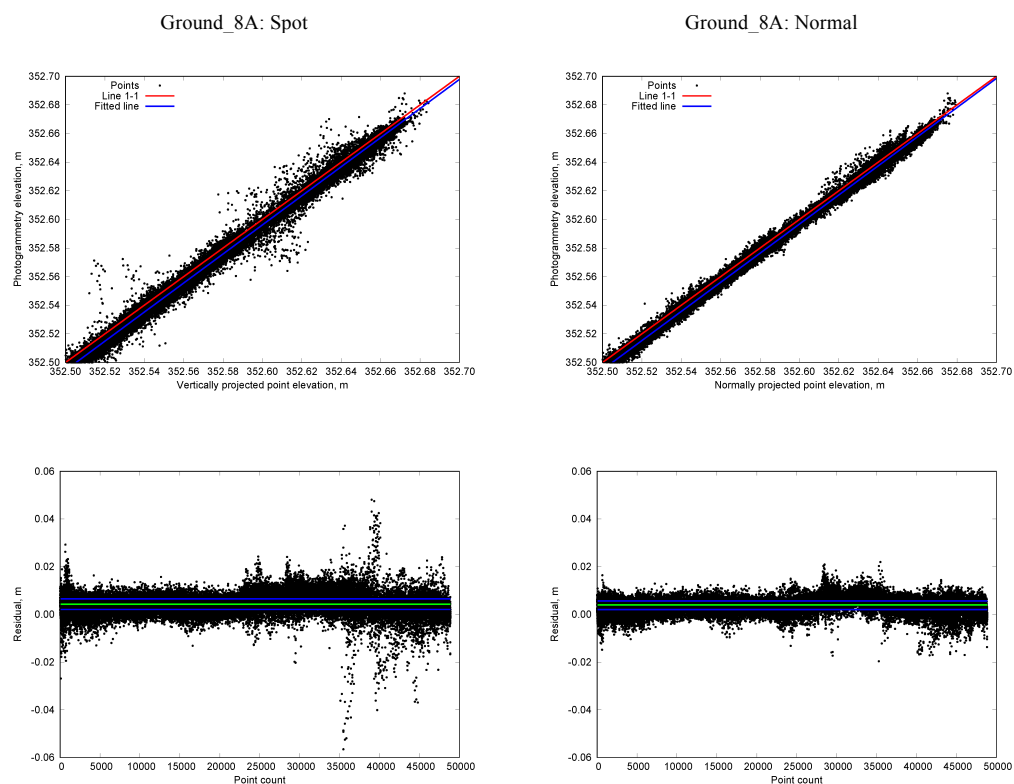 Ground_8A: Spot
Ground_8A: Normal
352.70
352.68
352.66
352.64
352.62
352.60
352.58
352.56
352.54
352.52
352.50
Photogrammetry elevation, m
Points
Line 1-1
Fitted line
352.50 352.52 352.54 352.56 352.58 352.60 352.62 352.64 352.66 352.68 352.70
Vertically projected point elevation, m
352.70
352.68
352.66
352.64
352.62
352.60
352.58
352.56
352.54
352.52
352.50
Photogrammetry elevation, m
Points
Line 1-1
Fitted line
352.50 352.52 352.54 352.56 352.58 352.60 352.62 352.64 352.66 352.68 352.70
Normally projected point elevation, m
0.06
0.04
0.02
0.00
-0.02
-0.04
-0.06
Residual, m
0 5000 10000 15000 20000 25000 30000 35000 40000 45000 50000
Point count
0.06
0.04
0.02
0.00
-0.02
-0.04
-0.06
Residual, m
0 5000 10000 15000 20000 25000 30000 35000 40000 45000 50000
Point count